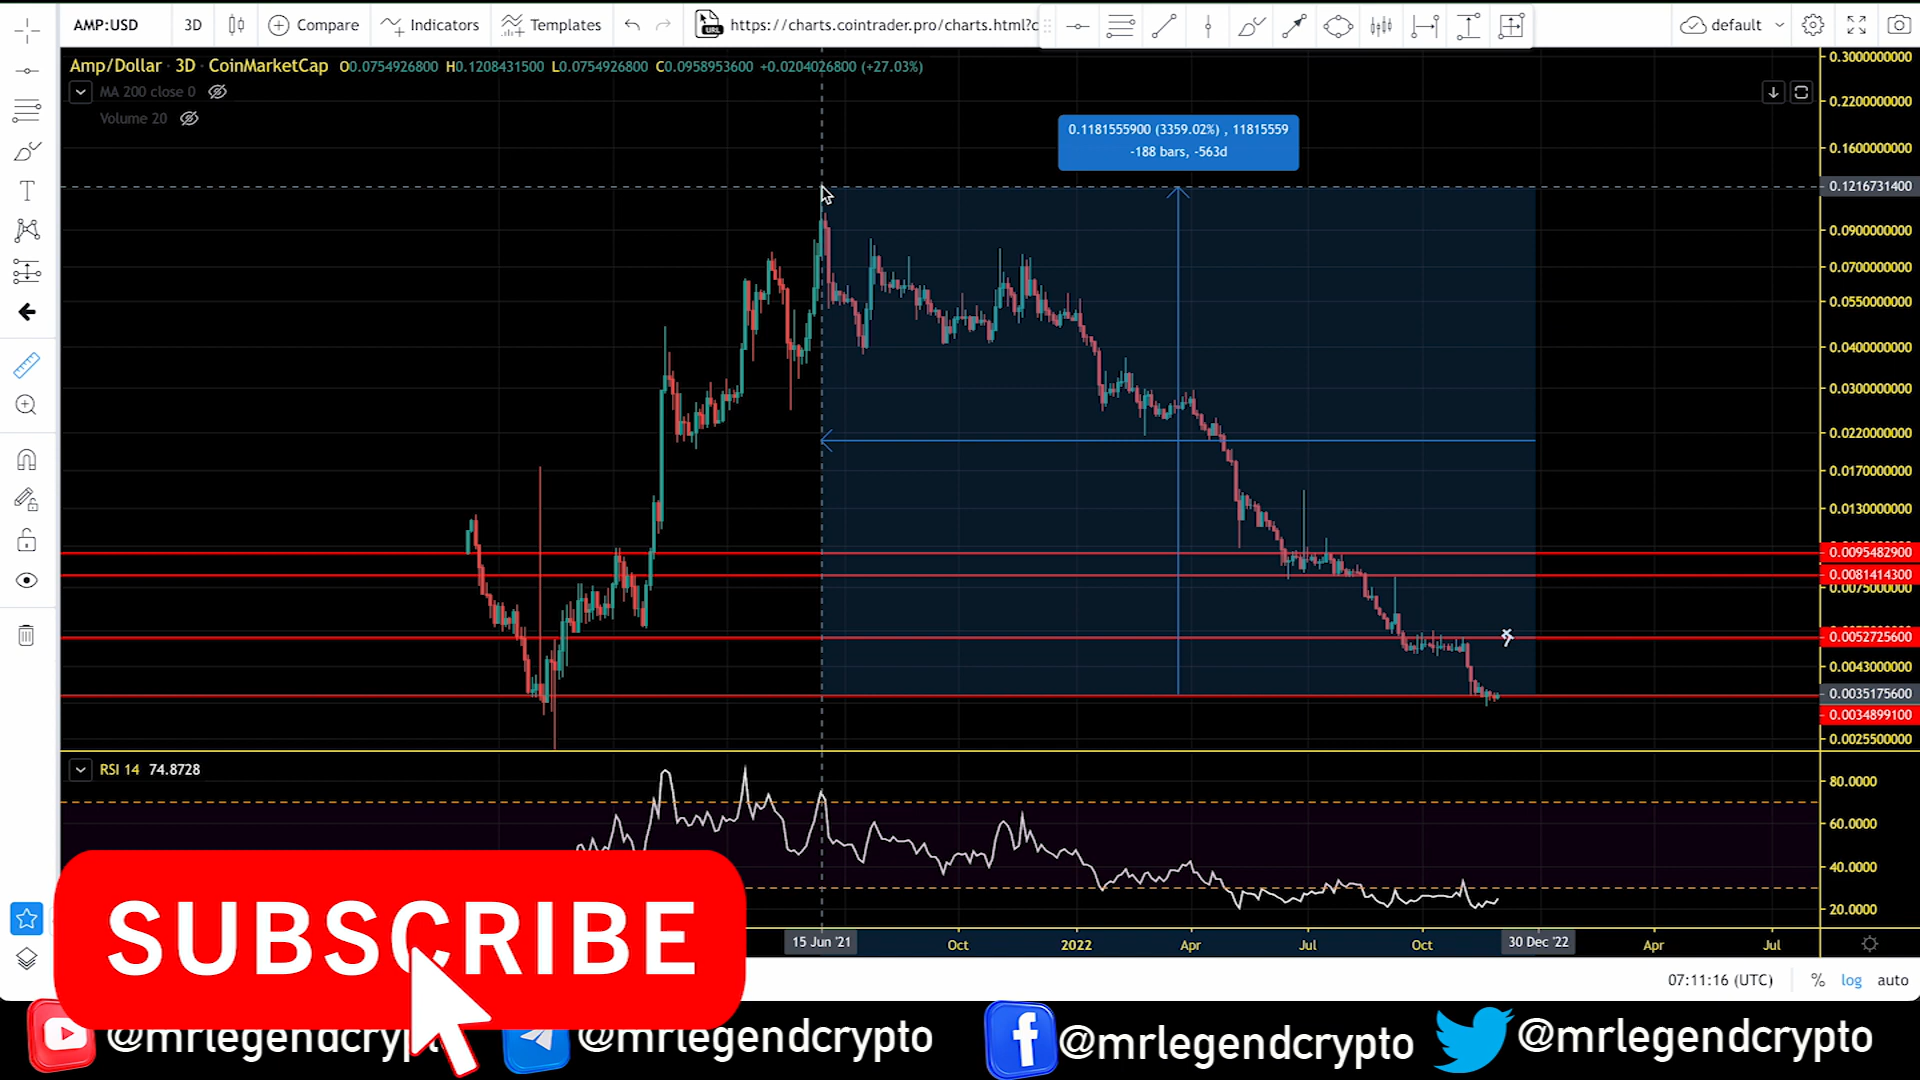 AMP:USD 3D Compare Indicators Templates https://charts.cointrader.pro/charts.html?c default
Amp/Dollar · 3D · CoinMarketCap O0.0754926800 H0.1208431500 L0.0754926800 C0.0958953600 +0.0204026800 (+27.03%)
MA 200 close 0
Volume 20
0.1181555900 (3359.02%) , 11815559
-188 bars, -563d
0.3000000000
0.2200000000
0.1600000000
0.1216731400
0.0900000000
0.0700000000
0.0550000000
0.0400000000
0.0300000000
0.0220000000
0.0170000000
0.0130000000
0.0095482900
0.0081414300
0.0075000000
0.0052725600
0.0043000000
0.0035175600
0.0034899100
0.0025500000
RSI 14 74.8728
80.0000
60.0000
40.0000
20.0000
15 Jun '21 Oct 2022 Apr Jul Oct 30 Dec '22 Apr Jul
07:11:16 (UTC) % log auto
SUBSCRIBE
@mrlegendcrypt @mrlegendcrypto @mrlegendcrypto @mrlegendcrypto